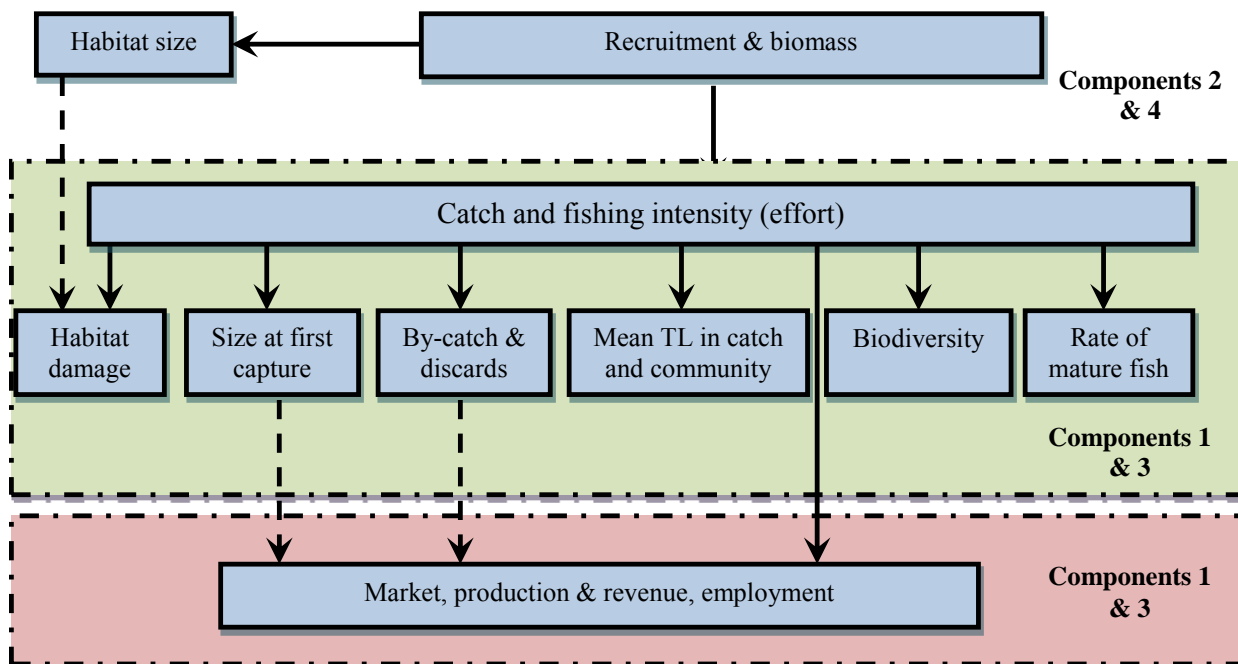 Habitat size
Recruitment & biomass
Components 2
& 4
Catch and fishing intensity (effort)
Habitat
damage
Size at first
capture
By-catch &
discards
Mean TL in catch
and community
Biodiversity
Rate of
mature fish
Components 1
& 3
Market, production & revenue, employment
Components 1
& 3